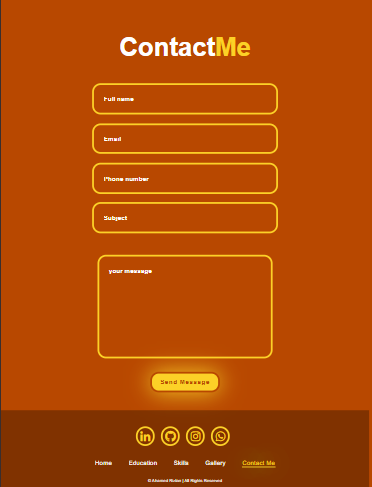 ContactMe
Full name
Email
Phone number
Subject
your message
Send Message
Home Education Skills Gallery Contact Me
All Rights Reserved